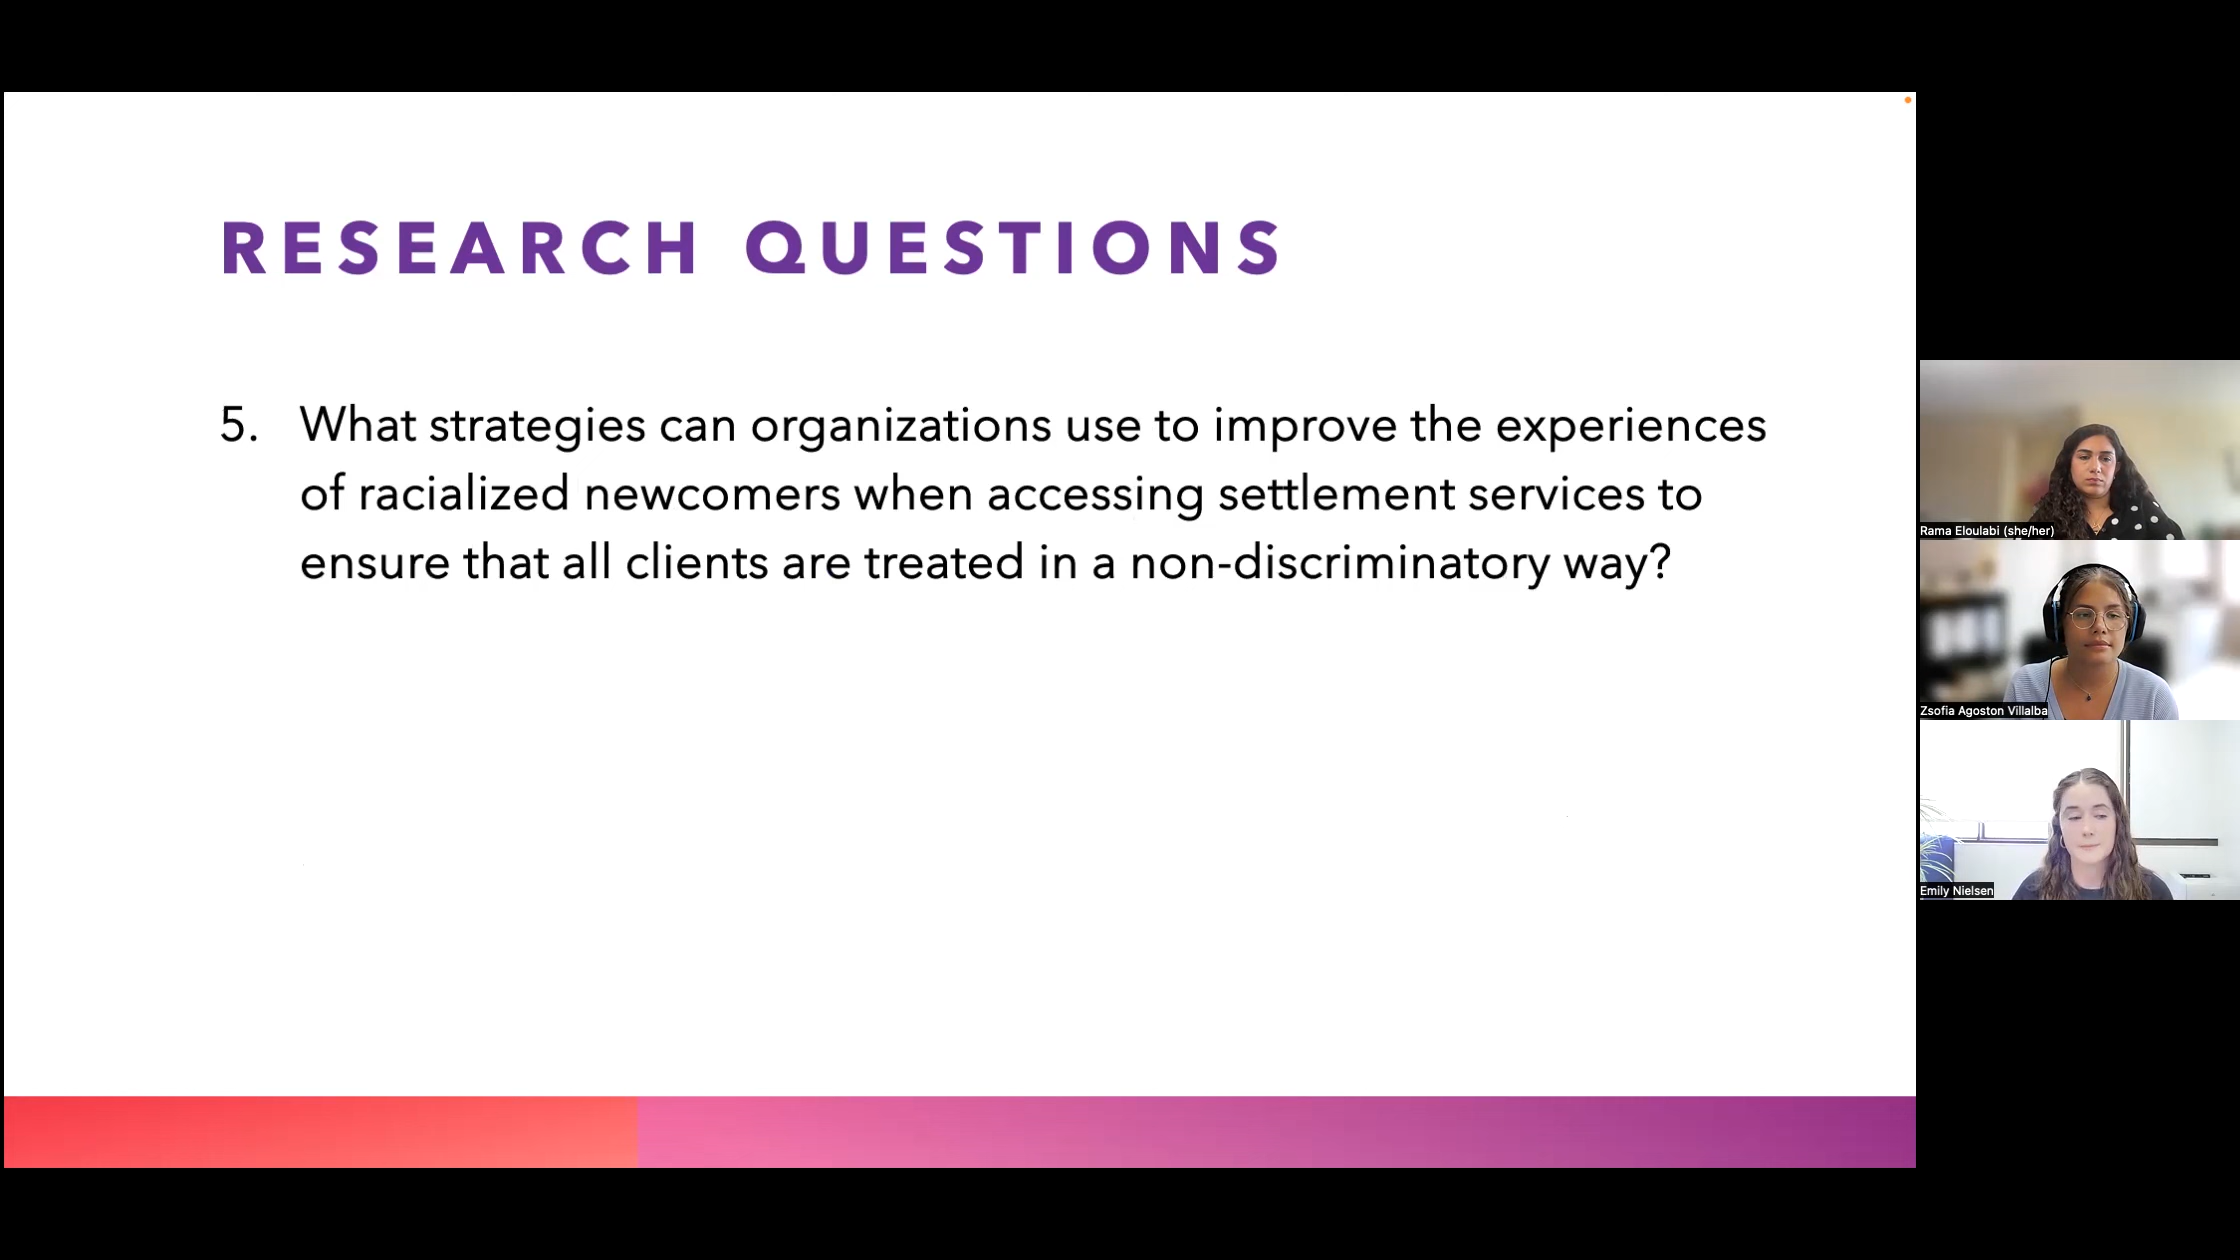 RESEARCH QUESTIONS
5. What strategies can organizations use to improve the experiences
of racialized newcomers when accessing settlement services to
ensure that all clients are treated in a non-discriminatory way?
Rama Eloulabi (she/her)
Zsofia Agoston Villalba
Emily Nielsen